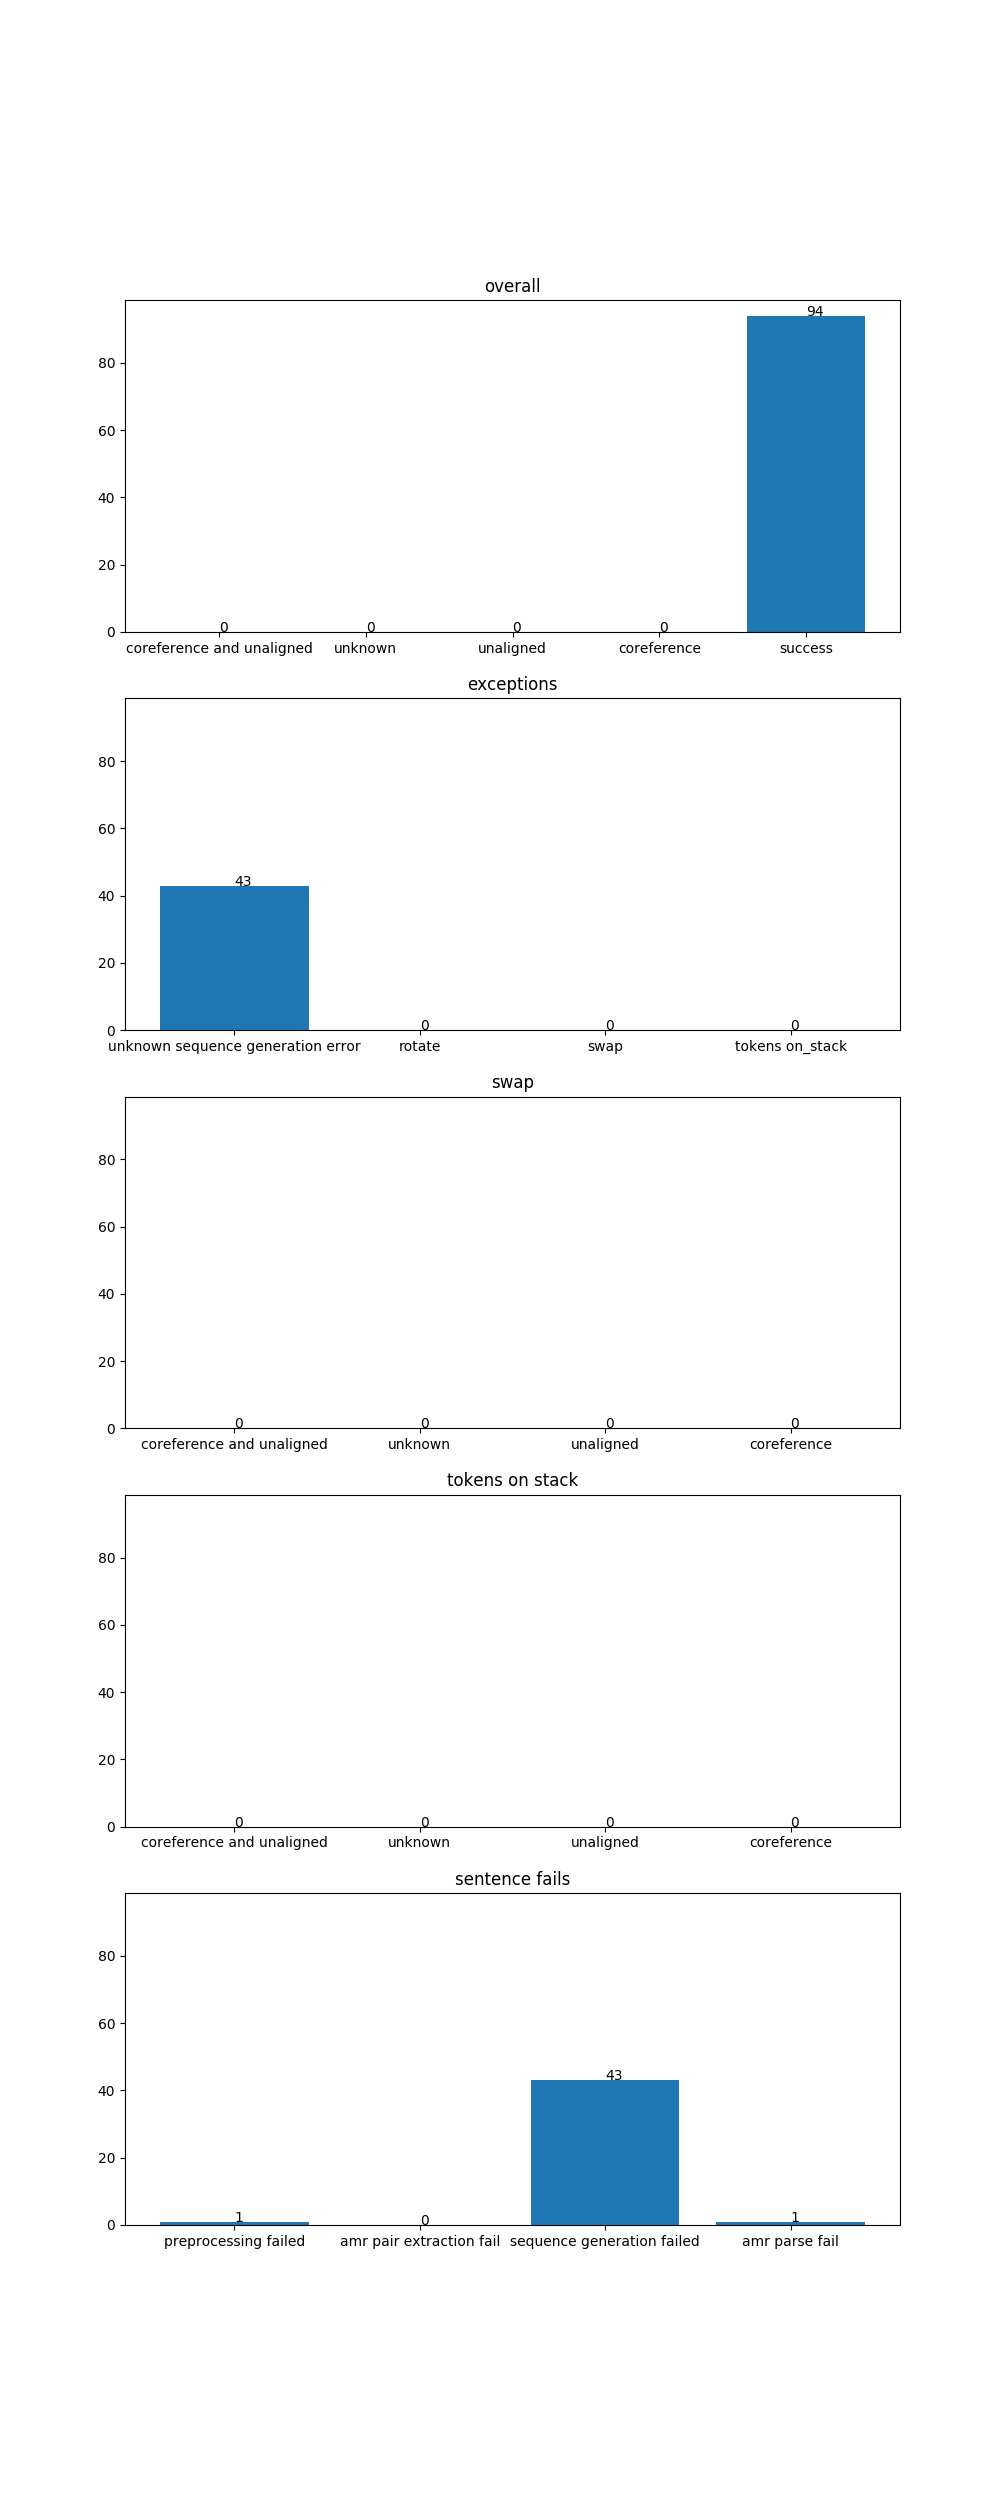 overall
94
80
60
40
20
0
0 0 0 0
coreference and unaligned unknown unaligned coreference success
exceptions
80
60
43
40
20
0
0 0 0
unknown sequence generation error rotate swap tokens on_stack
swap
80
60
40
20
0
0 0 0 0
coreference and unaligned unknown unaligned coreference
tokens on stack
80
60
40
20
0
0 0 0 0
coreference and unaligned unknown unaligned coreference
sentence fails
80
60
43
40
20
0
1 0 1
preprocessing failed amr pair extraction fail sequence generation failed amr parse fail